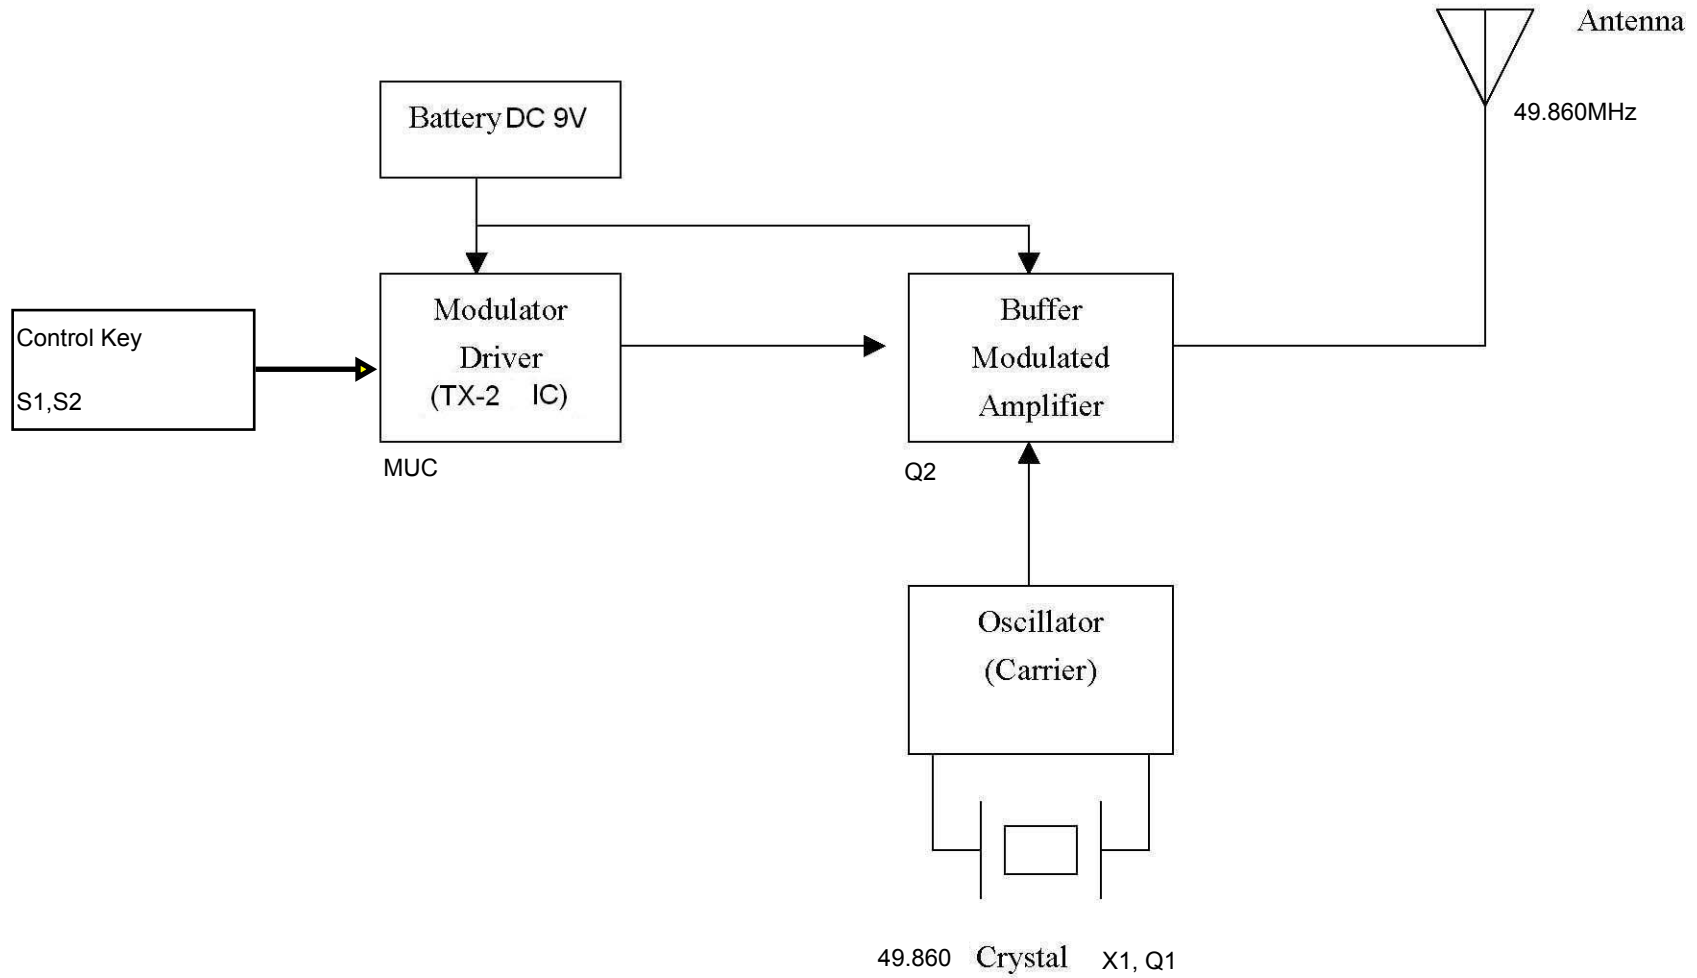 Antenna
49.860MHz
Battery DC 9V
Control Key
S1,S2
Modulator
Driver
(TX-2 IC)
MUC
Buffer
Modulated
Amplifier
Q2
Oscillator
(Carrier)
49.860 Crystal X1, Q1